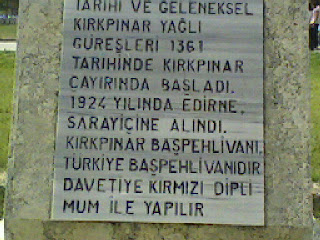 TARİHİ VE GELENEKSEL
KIRKPINAR YAĞLI
GÜREŞLERİ 1361
TARİHİNDE KIRKPINAR
ÇAYIRINDA BAŞLADI.
1924 YILINDA EDİRNE,
SARAYİÇİNE ALINDI.
KIRKPINAR BAŞPEHLİVANI,
TÜRKİYE BAŞPEHLİVANIDIR
DAVETİYE KIRMIZI DİPLİ
MUM İLE YAPILIR